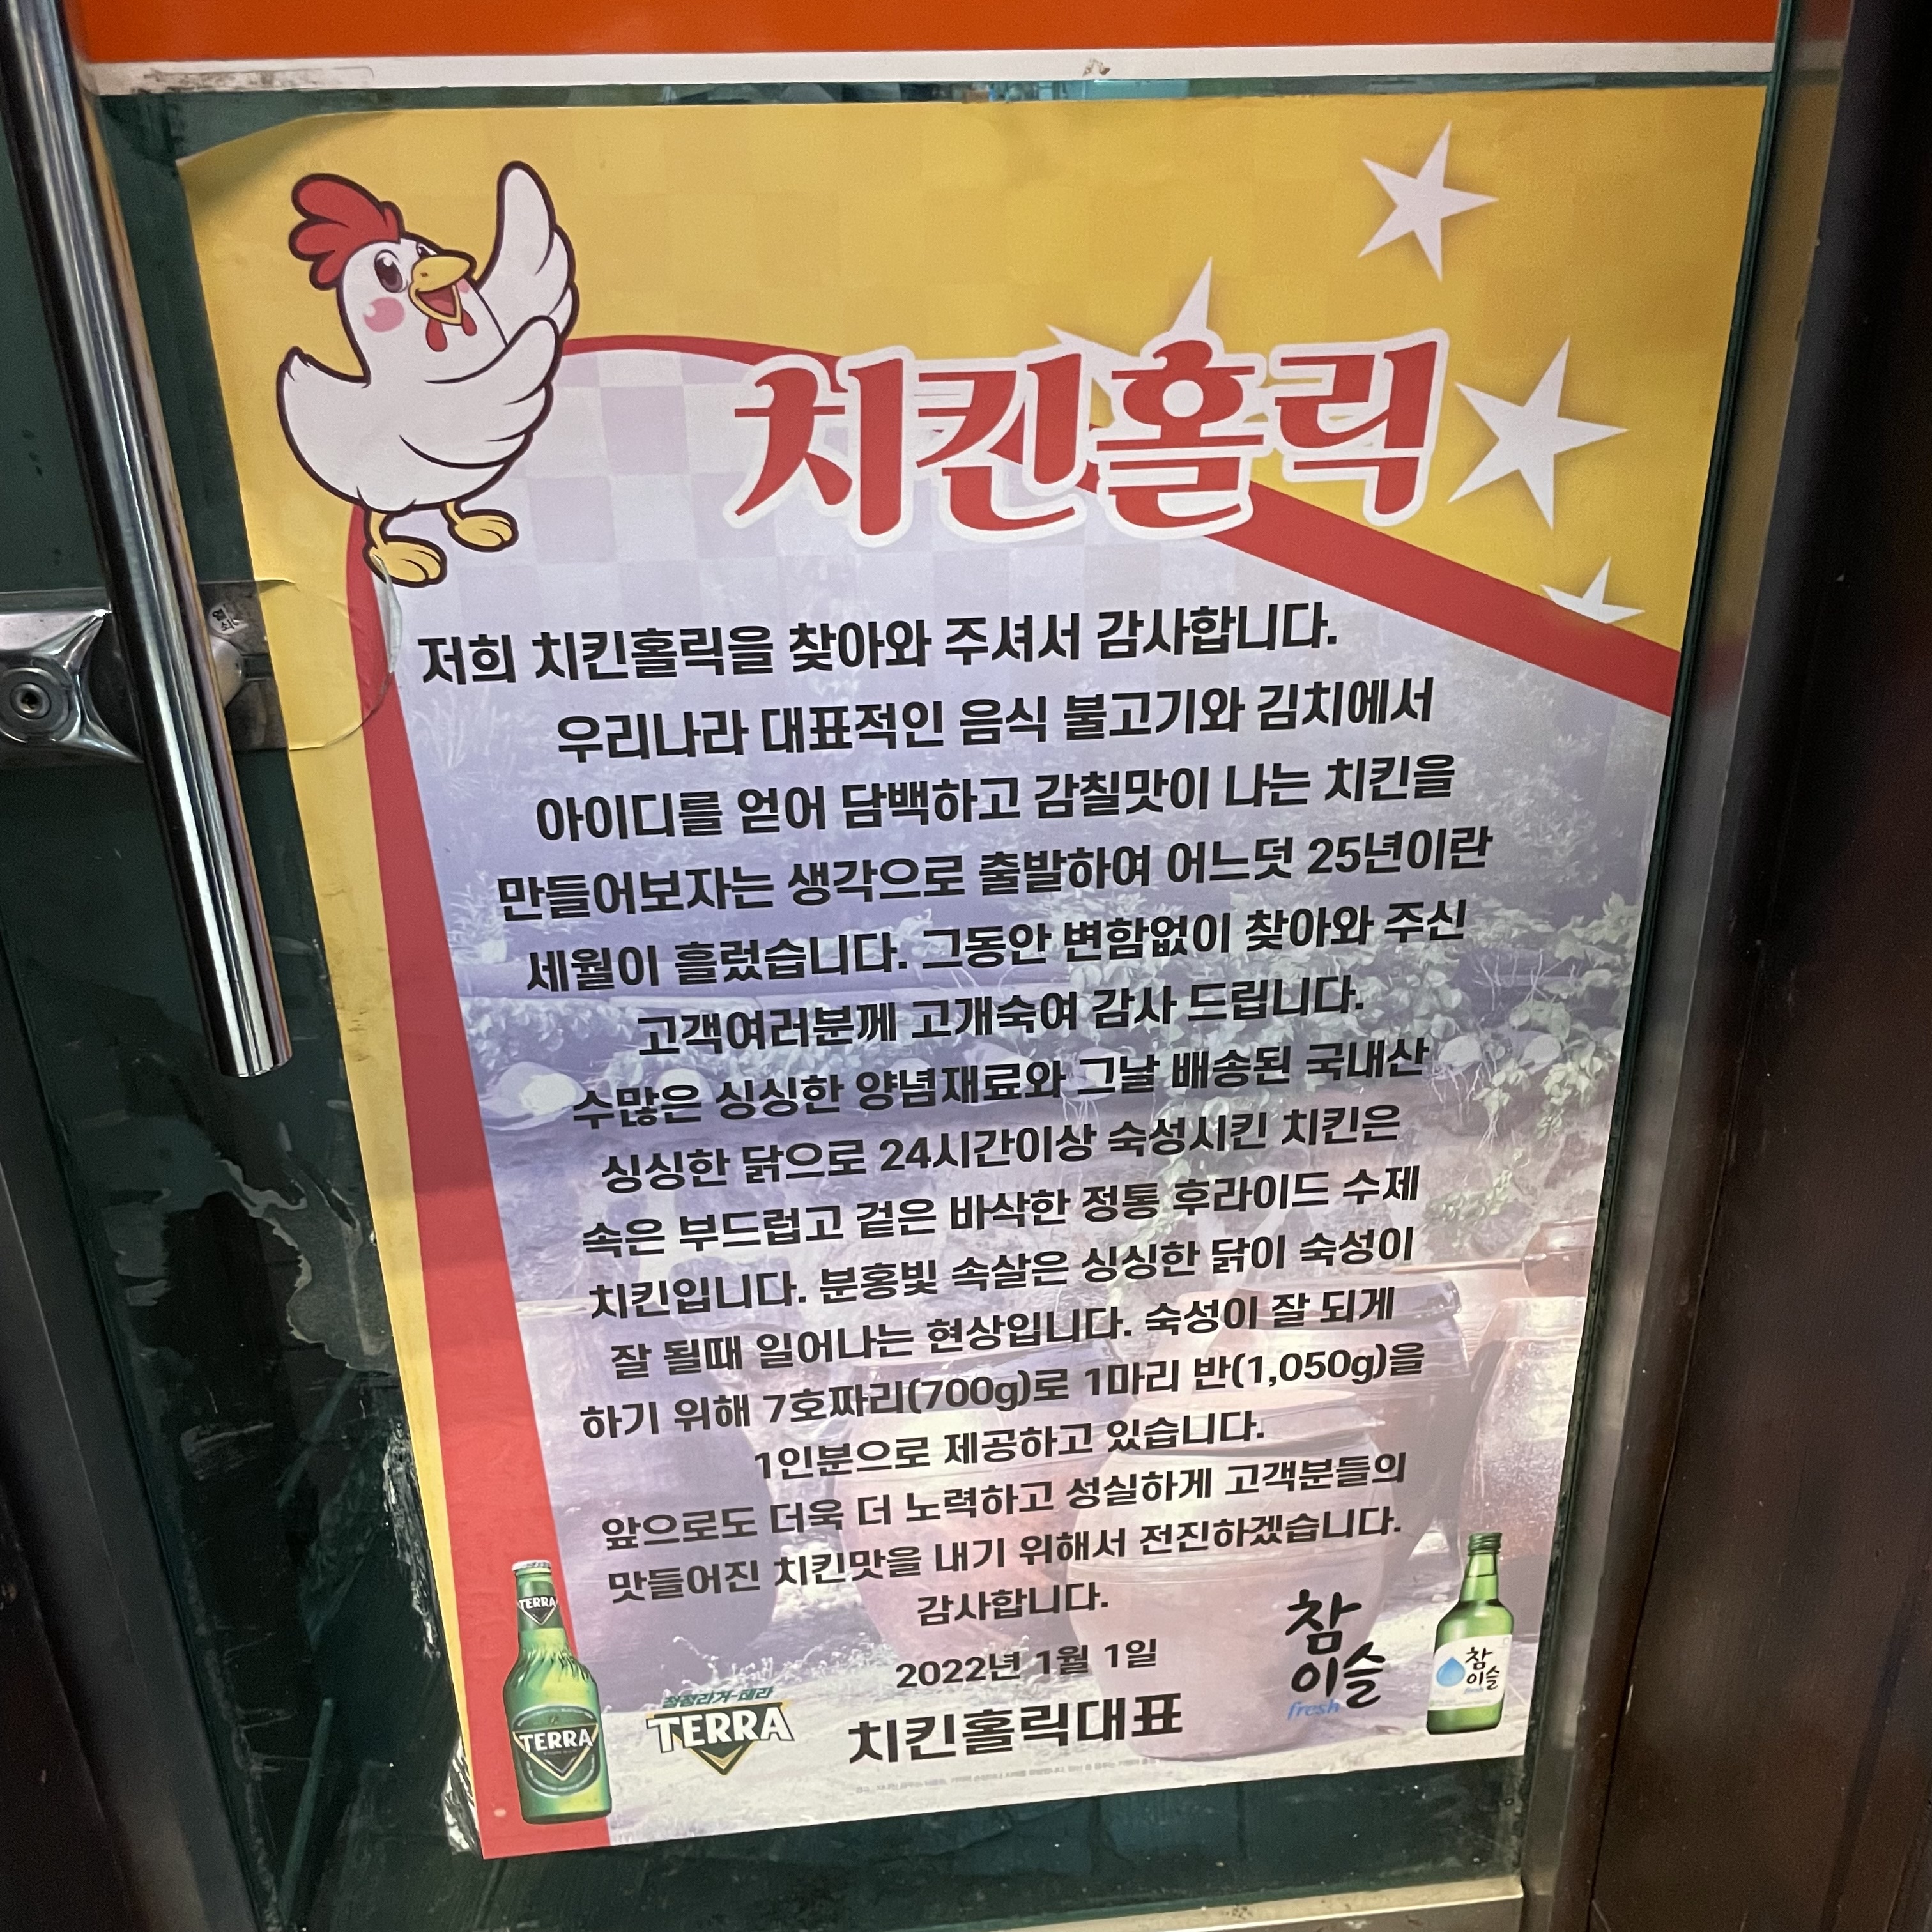 치킨홀릭
저희 치킨홀릭을 찾아와 주셔서 감사합니다.
우리나라 대표적인 음식 불고기와 김치에서
아이디를 얻어 담백하고 감칠맛이 나는 치킨을
만들어보자는 생각으로 출발하여 어느덧 25년이란
세월이 흘렀습니다. 그동안 변함없이 찾아와 주신
고객여러분께 고개숙여 감사 드립니다.
수많은 싱싱한 양념재료와 그날 배송된 국내산
싱싱한 닭으로 24시간이상 숙성시킨 치킨은
속은 부드럽고 겉은 바삭한 정통 후라이드 수제
치킨입니다. 분홍빛 속살은 싱싱한 닭이 숙성이
잘 될때 일어나는 현상입니다. 숙성이 잘 되게
하기 위해 7호짜리(700g)로 1마리 반(1,050g)을
1인분으로 제공하고 있습니다.
앞으로도 더욱 더 노력하고 성실하게 고객분들의
맛들어진 치킨맛을 내기 위해서 전진하겠습니다.
감사합니다.
2022년 1월 1일
치킨홀릭대표
TERRA
TERRA
청정라거-테라
TERRA
참
이슬
fresh
참
이슬
fresh